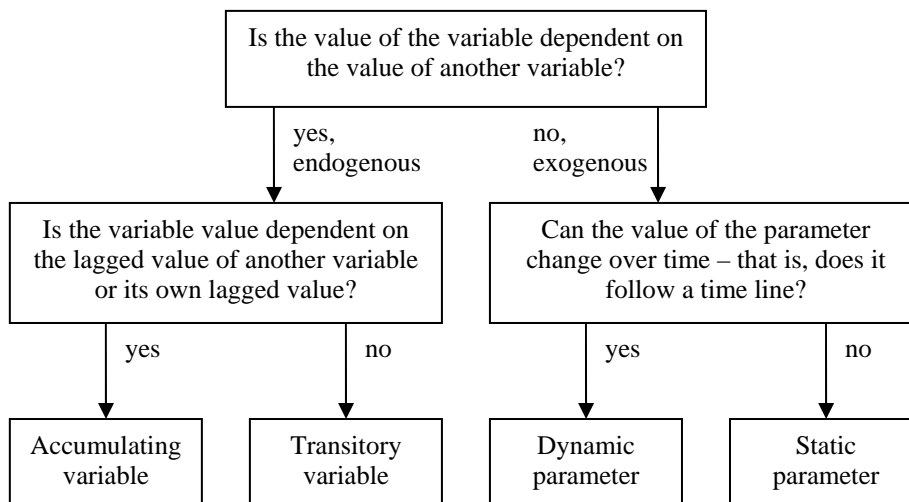 Is the value of the variable dependent on
the value of another variable?
yes,
endogenous
no,
exogenous
Is the variable value dependent on
the lagged value of another variable
or its own lagged value?
Can the value of the parameter
change over time – that is, does it
follow a time line?
yes
no
yes
no
Accumulating
variable
Transitory
variable
Dynamic
parameter
Static
parameter